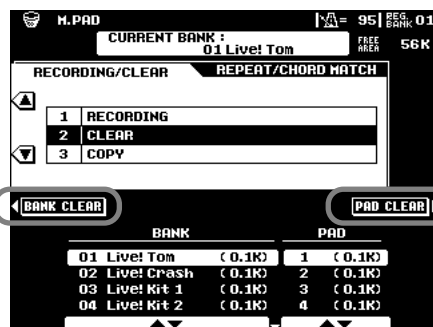 M.PAD = 95 REG. BANK 01
CURRENT BANK :
01 Live! Tom
FREE AREA 56K
RECORDING/CLEAR REPEAT/CHORD MATCH
1 RECORDING
2 CLEAR
3 COPY
BANK CLEAR PAD CLEAR
BANK PAD
01 Live! Tom ( 0.1K) 1 ( 0.1K)
02 Live! Crash ( 0.1K) 2 ( 0.1K)
03 Live! Kit 1 ( 0.1K) 3 ( 0.1K)
04 Live! Kit 2 ( 0.1K) 4 ( 0.1K)